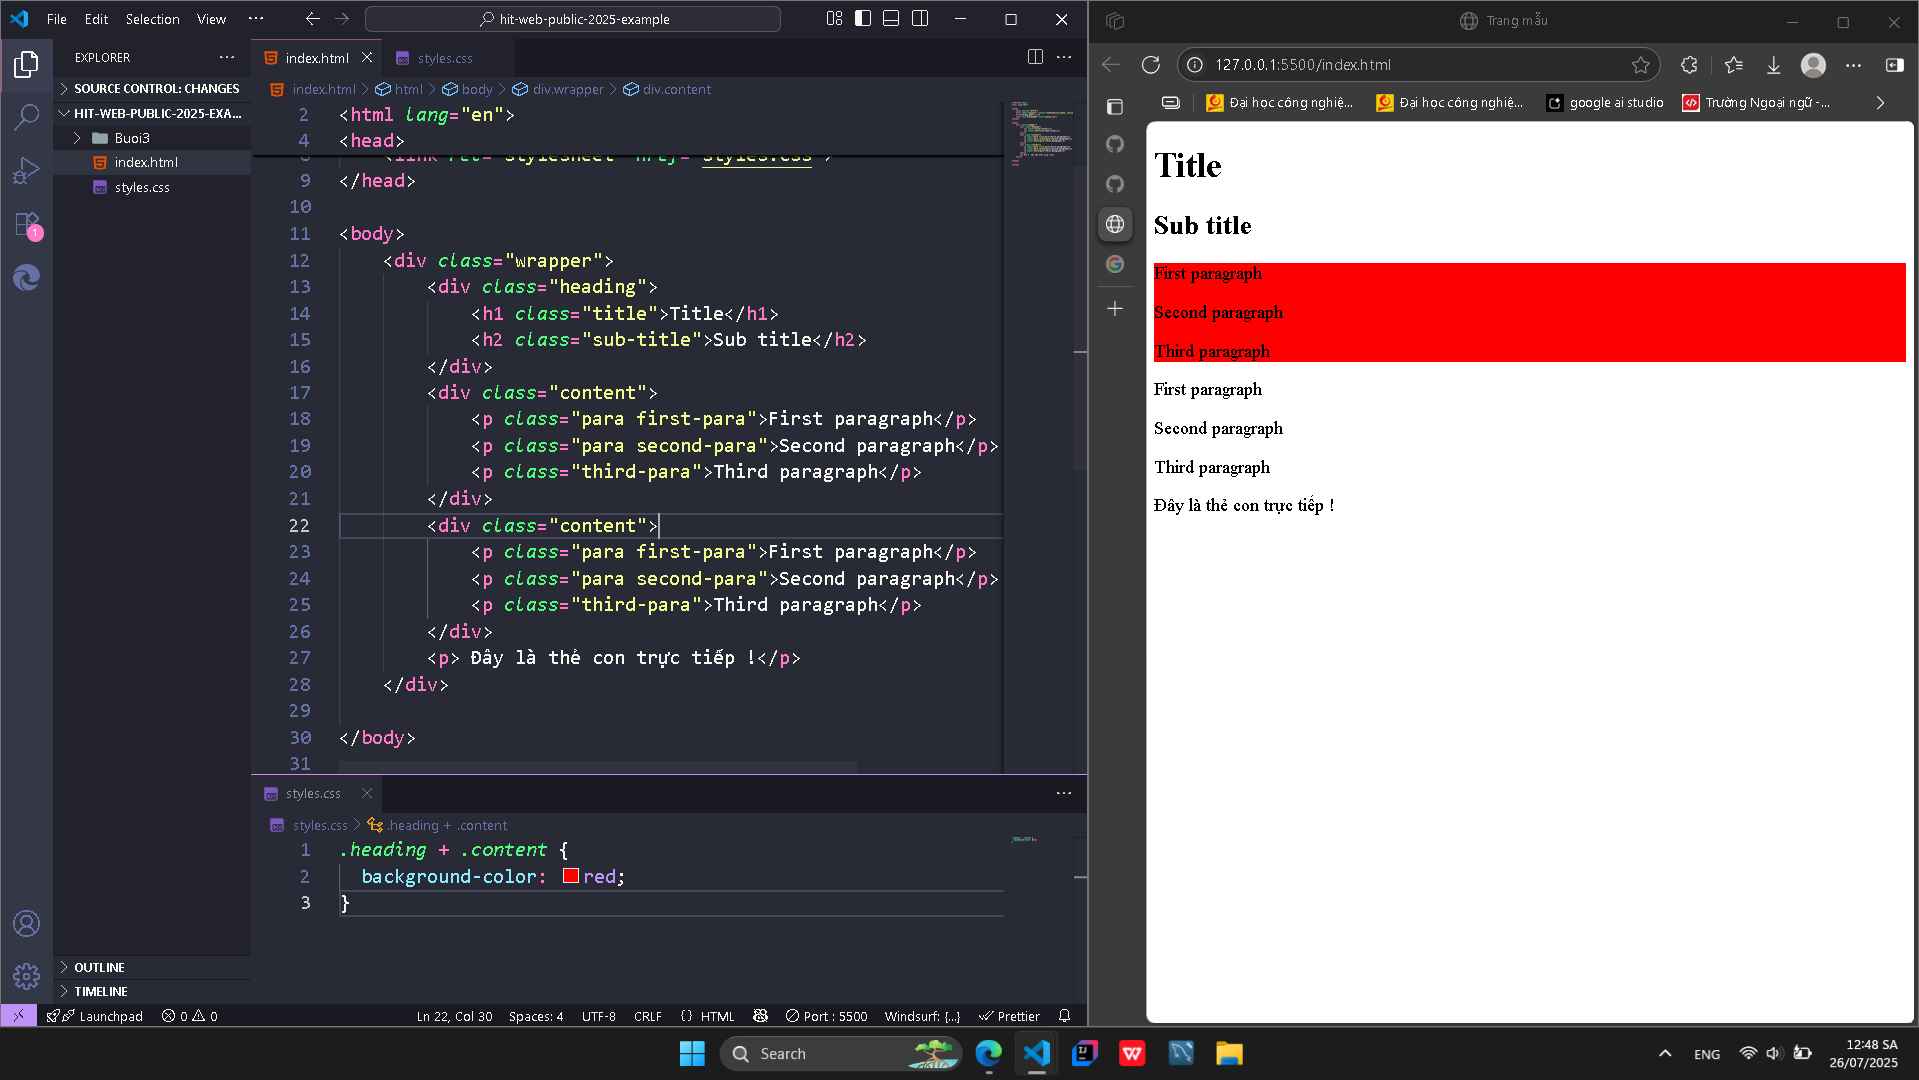 File Edit Selection View ···
hit-web-public-2025-example
EXPLORER
SOURCE CONTROL: CHANGES
HIT-WEB-PUBLIC-2025-EXA...
Buoi3
index.html
styles.css
1
OUTLINE
TIMELINE
index.html
styles.css
index.html > html > body > div.wrapper > div.content
2 <html lang="en">
4 <head>
9 </head>
10
11 <body>
12 <div class="wrapper">
13 <div class="heading">
14 <h1 class="title">Title</h1>
15 <h2 class="sub-title">Sub title</h2>
16 </div>
17 <div class="content">
18 <p class="para first-para">First paragraph</p>
19 <p class="para second-para">Second paragraph</p>
20 <p class="third-para">Third paragraph</p>
21 </div>
22 <div class="content">
23 <p class="para first-para">First paragraph</p>
24 <p class="para second-para">Second paragraph</p>
25 <p class="third-para">Third paragraph</p>
26 </div>
27 <p> Đây là thẻ con trực tiếp !</p>
28 </div>
29
30 </body>
31
styles.css
styles.css > .heading + .content
1 .heading + .content {
2 background-color: red;
3 }
Launchpad 0 0 Ln 22, Col 30 Spaces: 4 UTF-8 CRLF {} HTML Port : 5500 Windsurf: {...} Prettier
Trang mẫu
127.0.0.1:5500/index.html
Đại học công nghiệ... Đại học công nghiệ... google ai studio Trường Ngoại ngữ -...
Title
Sub title
First paragraph
Second paragraph
Third paragraph
First paragraph
Second paragraph
Third paragraph
Đây là thẻ con trực tiếp !
Search
ENG
12:48 SA
26/07/2025